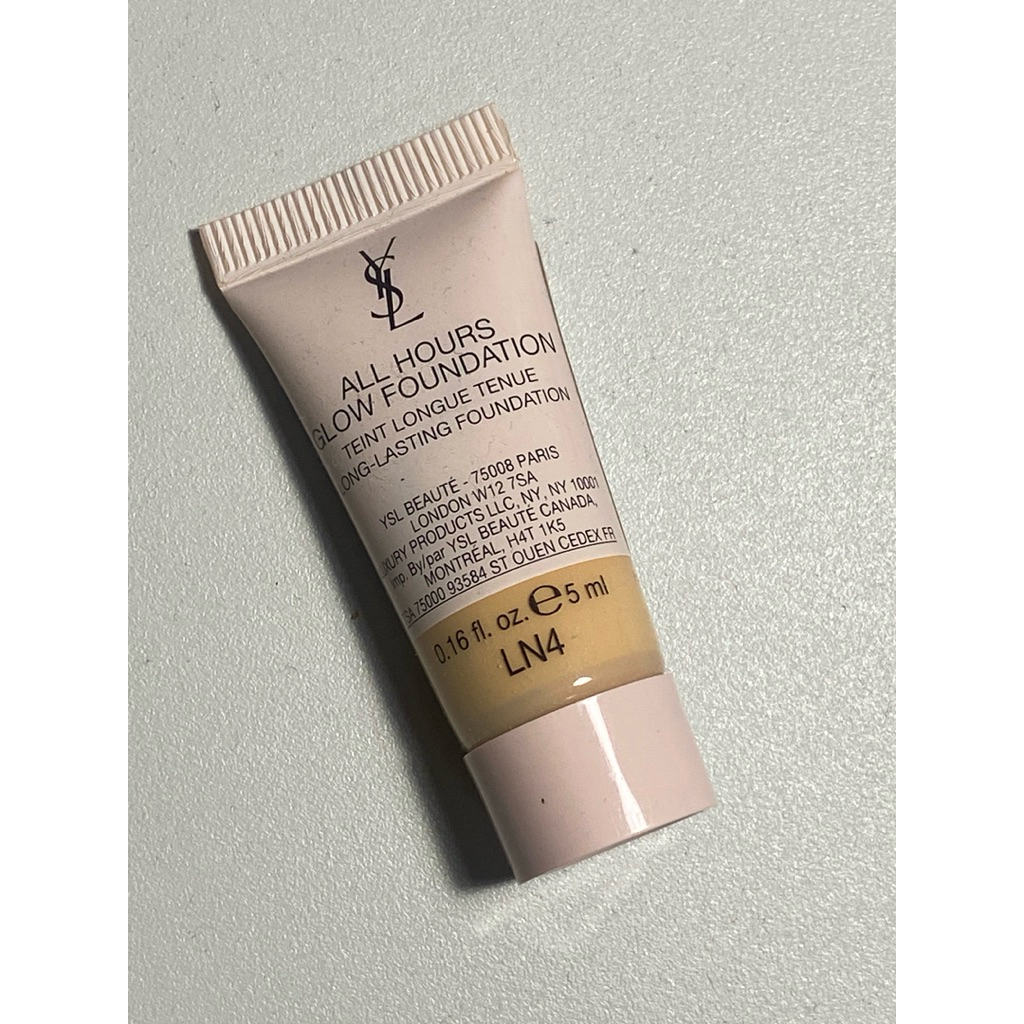 YSL
ALL HOURS
GLOW FOUNDATION
TEINT LONGUE TENUE
LONG-LASTING FOUNDATION
YSL BEAUTÉ - 75008 PARIS
LONDON W12 7SA
LUXURY PRODUCTS LLC, NY, NY 10001
Imp. By/par YSL BEAUTÉ CANADA,
MONTRÉAL, H4T 1K5
TSA 75000 93584 ST OUEN CEDEX FR
0.16 fl. oz. e 5 ml
LN4